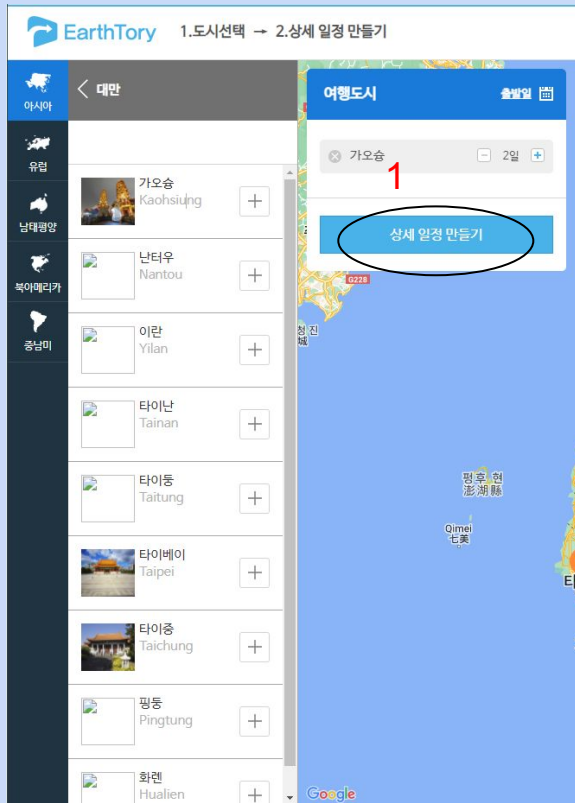 EarthTory 1.도시선택 → 2.상세 일정 만들기
아시아
유럽
남태평양
북아메리카
중남미
< 대만
가오슝
Kaohsiung
난터우
Nantou
이란
Yilan
타이난
Tainan
타이둥
Taitung
타이베이
Taipei
타이중
Taichung
핑둥
Pingtung
화롄
Hualien
여행도시 출발일
가오슝 2일
1
상세 일정 만들기
G228
평후 현
澎湖縣
Qimei
七美
Google